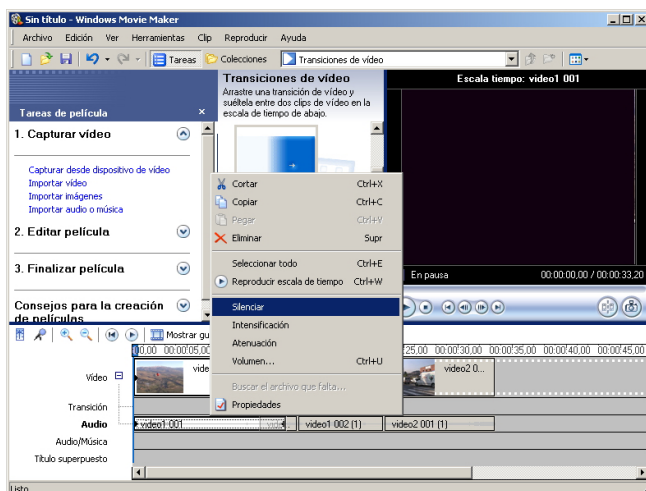 Sin título - Windows Movie Maker
Archivo Edición Ver Herramientas Clip Reproducir Ayuda
Tareas Colecciones Transiciones de vídeo
Tareas de película
1. Capturar vídeo
Capturar desde dispositivo de vídeo
Importar vídeo
Importar imágenes
Importar audio o música
2. Editar película
3. Finalizar película
Consejos para la creación
de películas
Transiciones de vídeo
Arrastre una transición de vídeo y
suéltela entre dos clips de vídeo en la
escala de tiempo de abajo.
Escala tiempo: video1 001
En pausa 00:00:00,00 / 00:00:33,20
Cortar Ctrl+X
Copiar Ctrl+C
Pegar Ctrl+V
Eliminar Supr
Seleccionar todo Ctrl+E
Reproducir escala de tiempo Ctrl+W
Silenciar
Intensificación
Atenuación
Volumen... Ctrl+U
Buscar el archivo que falta...
Propiedades
Mostrar gu
00,00 00:00'05,00 25,00 00:00'30,00 00:00'35,00 00:00'40,00 00:00'45,00
Vídeo vide video2 0...
Transición
Audio video1 001 vide... video1 002 (1) video2 001 (1)
Audio/Música
Título superpuesto
Listo